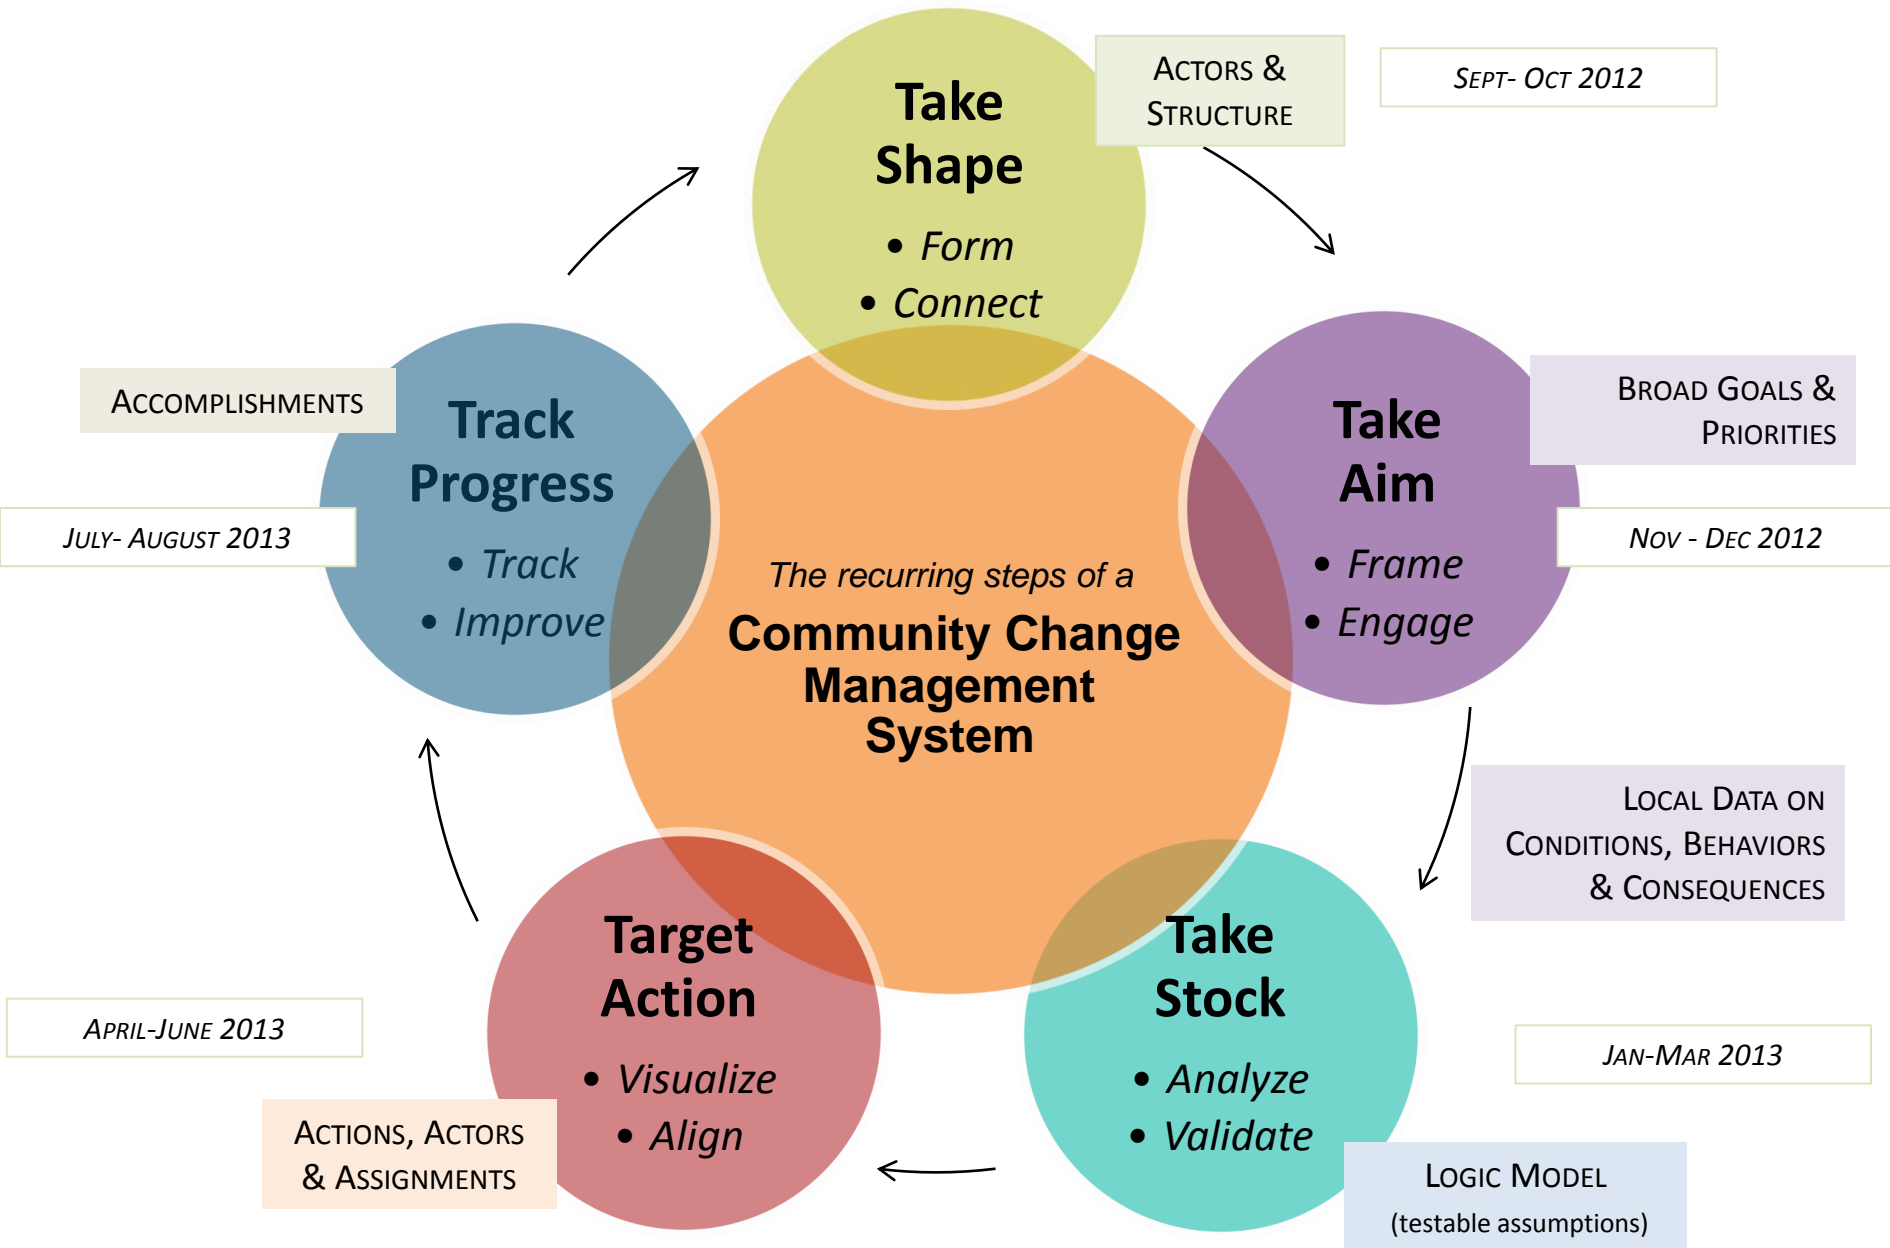 Take
Shape
• Form
• Connect
ACTORS &
STRUCTURE
SEPT- OCT 2012
Take
Aim
• Frame
• Engage
BROAD GOALS &
PRIORITIES
NOV - DEC 2012
LOCAL DATA ON
CONDITIONS, BEHAVIORS
& CONSEQUENCES
Take
Stock
• Analyze
• Validate
JAN-MAR 2013
LOGIC MODEL
(testable assumptions)
Target
Action
• Visualize
• Align
APRIL-JUNE 2013
ACTIONS, ACTORS
& ASSIGNMENTS
Track
Progress
• Track
• Improve
ACCOMPLISHMENTS
JULY- AUGUST 2013
The recurring steps of a
Community Change
Management
System